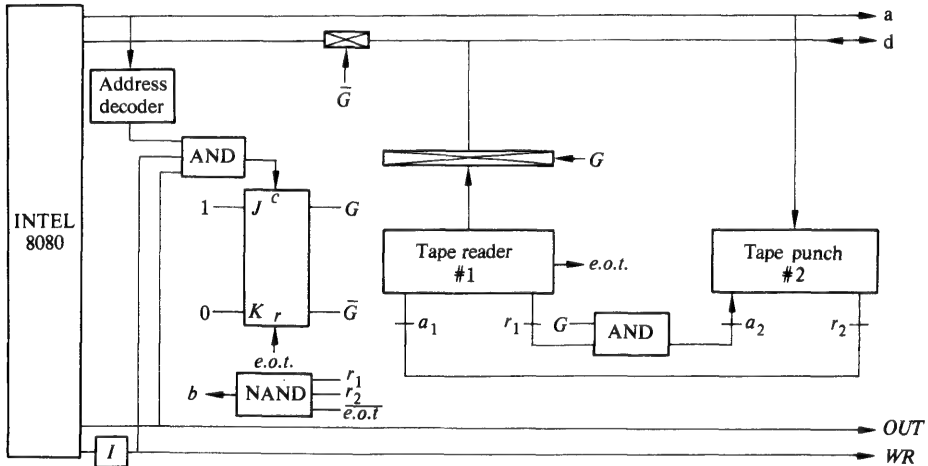 a
d
Ḡ
Address
decoder
AND
G
INTEL
8080
1
J
c
G
0
K
r
Ḡ
e.o.t.
Tape reader
#1
e.o.t.
Tape punch
#2
a₁
r₁
G
AND
a₂
r₂
b
NAND
r₁
r₂
e̅.̅o̅.̅t̅
OUT
I
WR